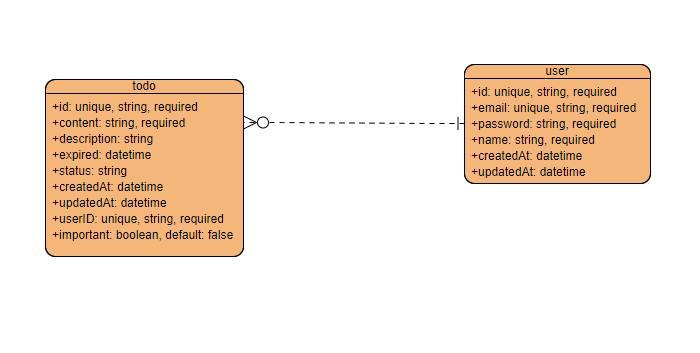 todo
+id: unique, string, required
+content: string, required
+description: string
+expired: datetime
+status: string
+createdAt: datetime
+updatedAt: datetime
+userID: unique, string, required
+important: boolean, default: false
user
+id: unique, string, required
+email: unique, string, required
+password: string, required
+name: string, required
+createdAt: datetime
+updatedAt: datetime